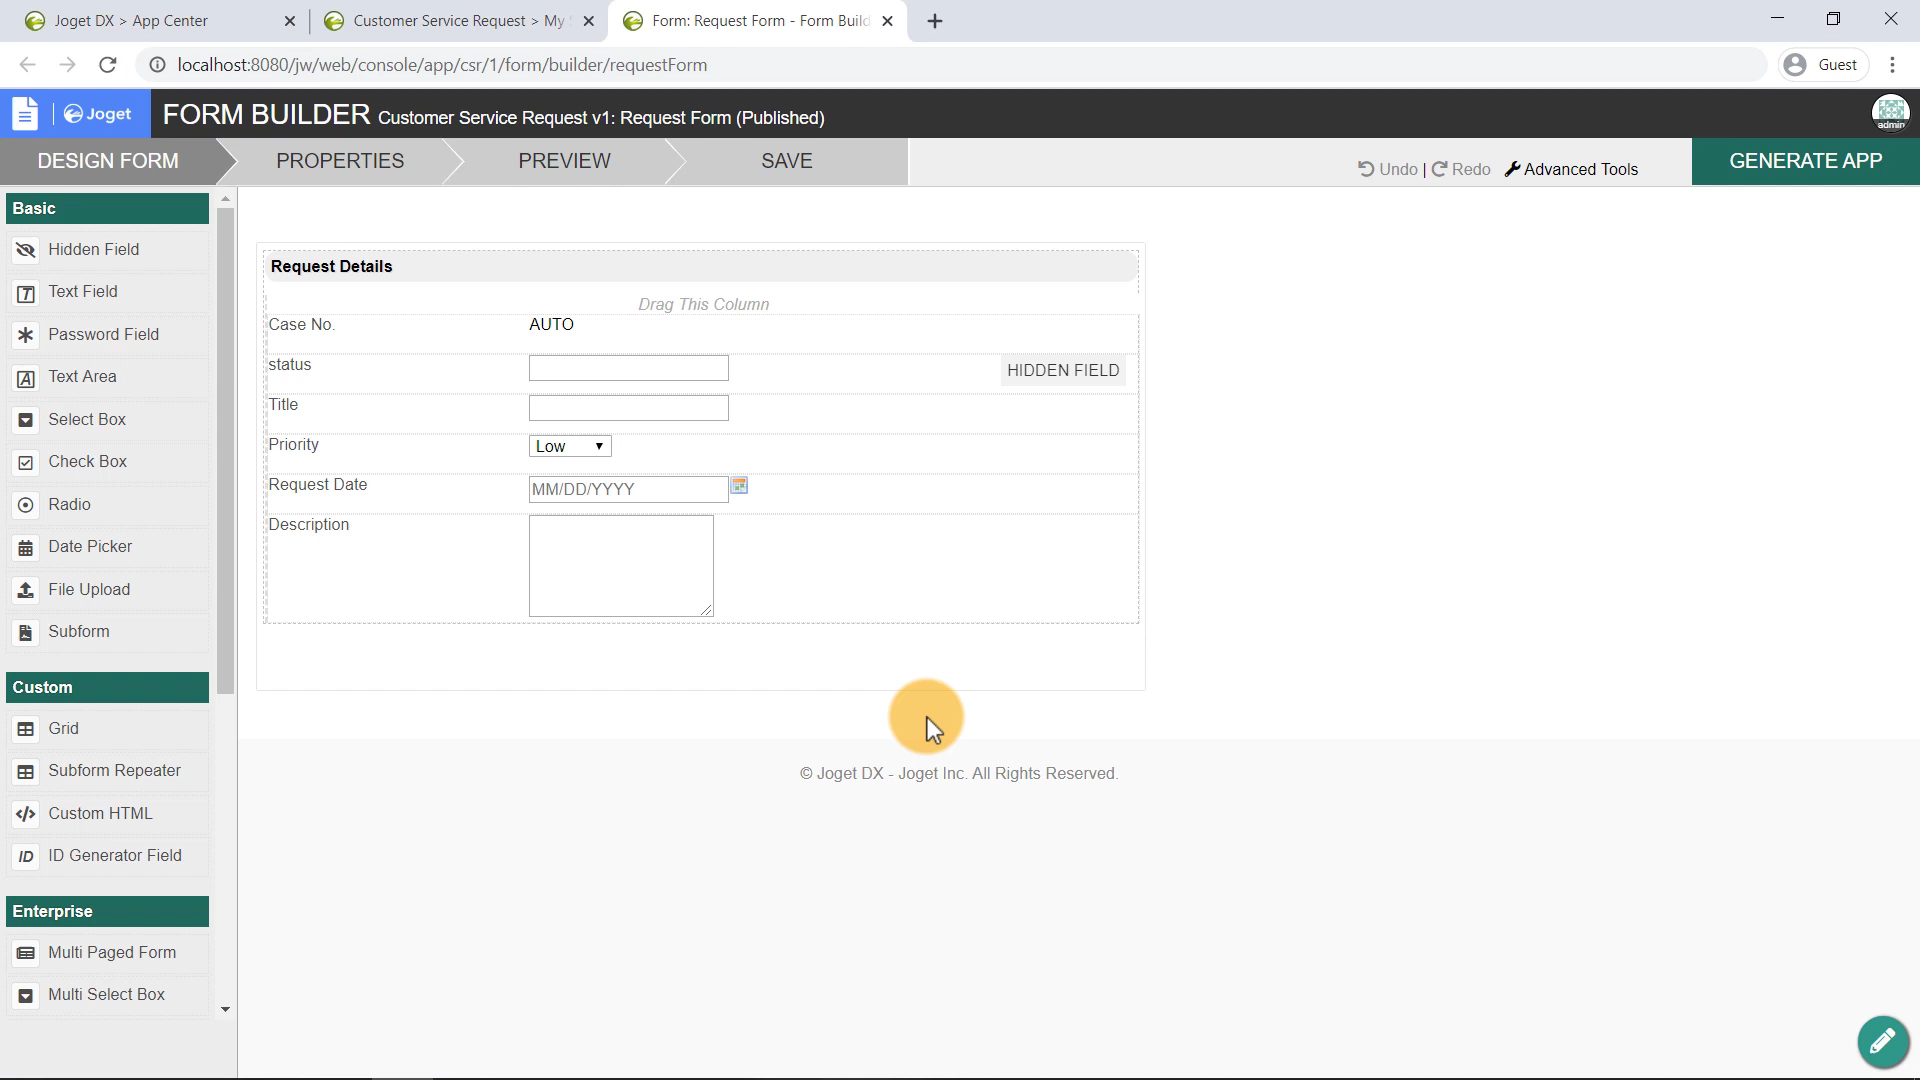 Joget DX > App Center
Customer Service Request > My
Form: Request Form - Form Buil
localhost:8080/jw/web/console/app/csr/1/form/builder/requestForm
Guest
Joget
FORM BUILDER Customer Service Request v1: Request Form (Published)
admin
DESIGN FORM
PROPERTIES
PREVIEW
SAVE
Undo | Redo
Advanced Tools
GENERATE APP
Basic
Hidden Field
Text Field
Password Field
Text Area
Select Box
Check Box
Radio
Date Picker
File Upload
Subform
Custom
Grid
Subform Repeater
Custom HTML
ID
ID Generator Field
Enterprise
Multi Paged Form
Multi Select Box
Request Details
Drag This Column
Case No.
AUTO
status
HIDDEN FIELD
Title
Priority
Low
Request Date
MM/DD/YYYY
Description
© Joget DX - Joget Inc. All Rights Reserved.